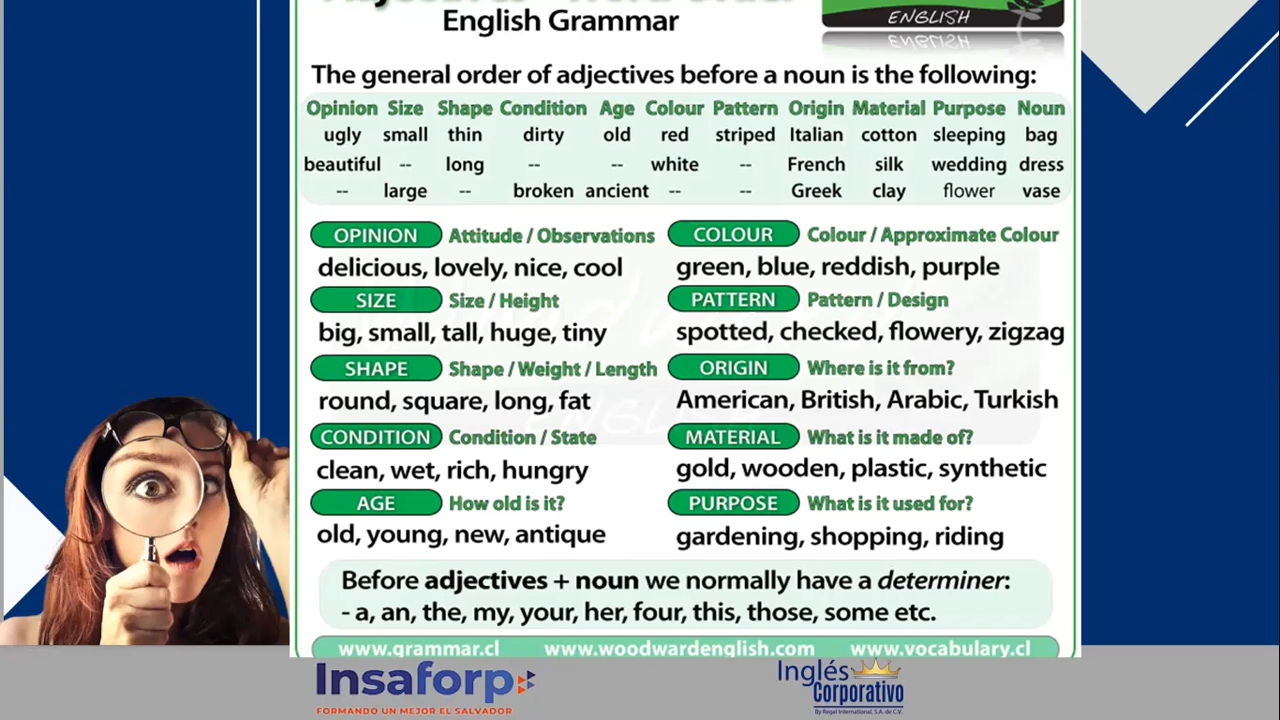 English Grammar
ENGLISH
The general order of adjectives before a noun is the following:
Opinion Size Shape Condition Age Colour Pattern Origin Material Purpose Noun
ugly small thin dirty old red striped Italian cotton sleeping bag
beautiful -- long -- -- white -- French silk wedding dress
-- large -- broken ancient -- -- Greek clay flower vase
OPINION Attitude / Observations
delicious, lovely, nice, cool
SIZE Size / Height
big, small, tall, huge, tiny
SHAPE Shape / Weight / Length
round, square, long, fat
CONDITION Condition / State
clean, wet, rich, hungry
AGE How old is it?
old, young, new, antique
COLOUR Colour / Approximate Colour
green, blue, reddish, purple
PATTERN Pattern / Design
spotted, checked, flowery, zigzag
ORIGIN Where is it from?
American, British, Arabic, Turkish
MATERIAL What is it made of?
gold, wooden, plastic, synthetic
PURPOSE What is it used for?
gardening, shopping, riding
Before adjectives + noun we normally have a determiner:
- a, an, the, my, your, her, four, this, those, some etc.
www.grammar.cl www.woodwardenglish.com www.vocabulary.cl
Insaforp
FORMANDO UN MEJOR EL SALVADOR
Inglés
Corporativo
By Regal International, S.A. de C.V.